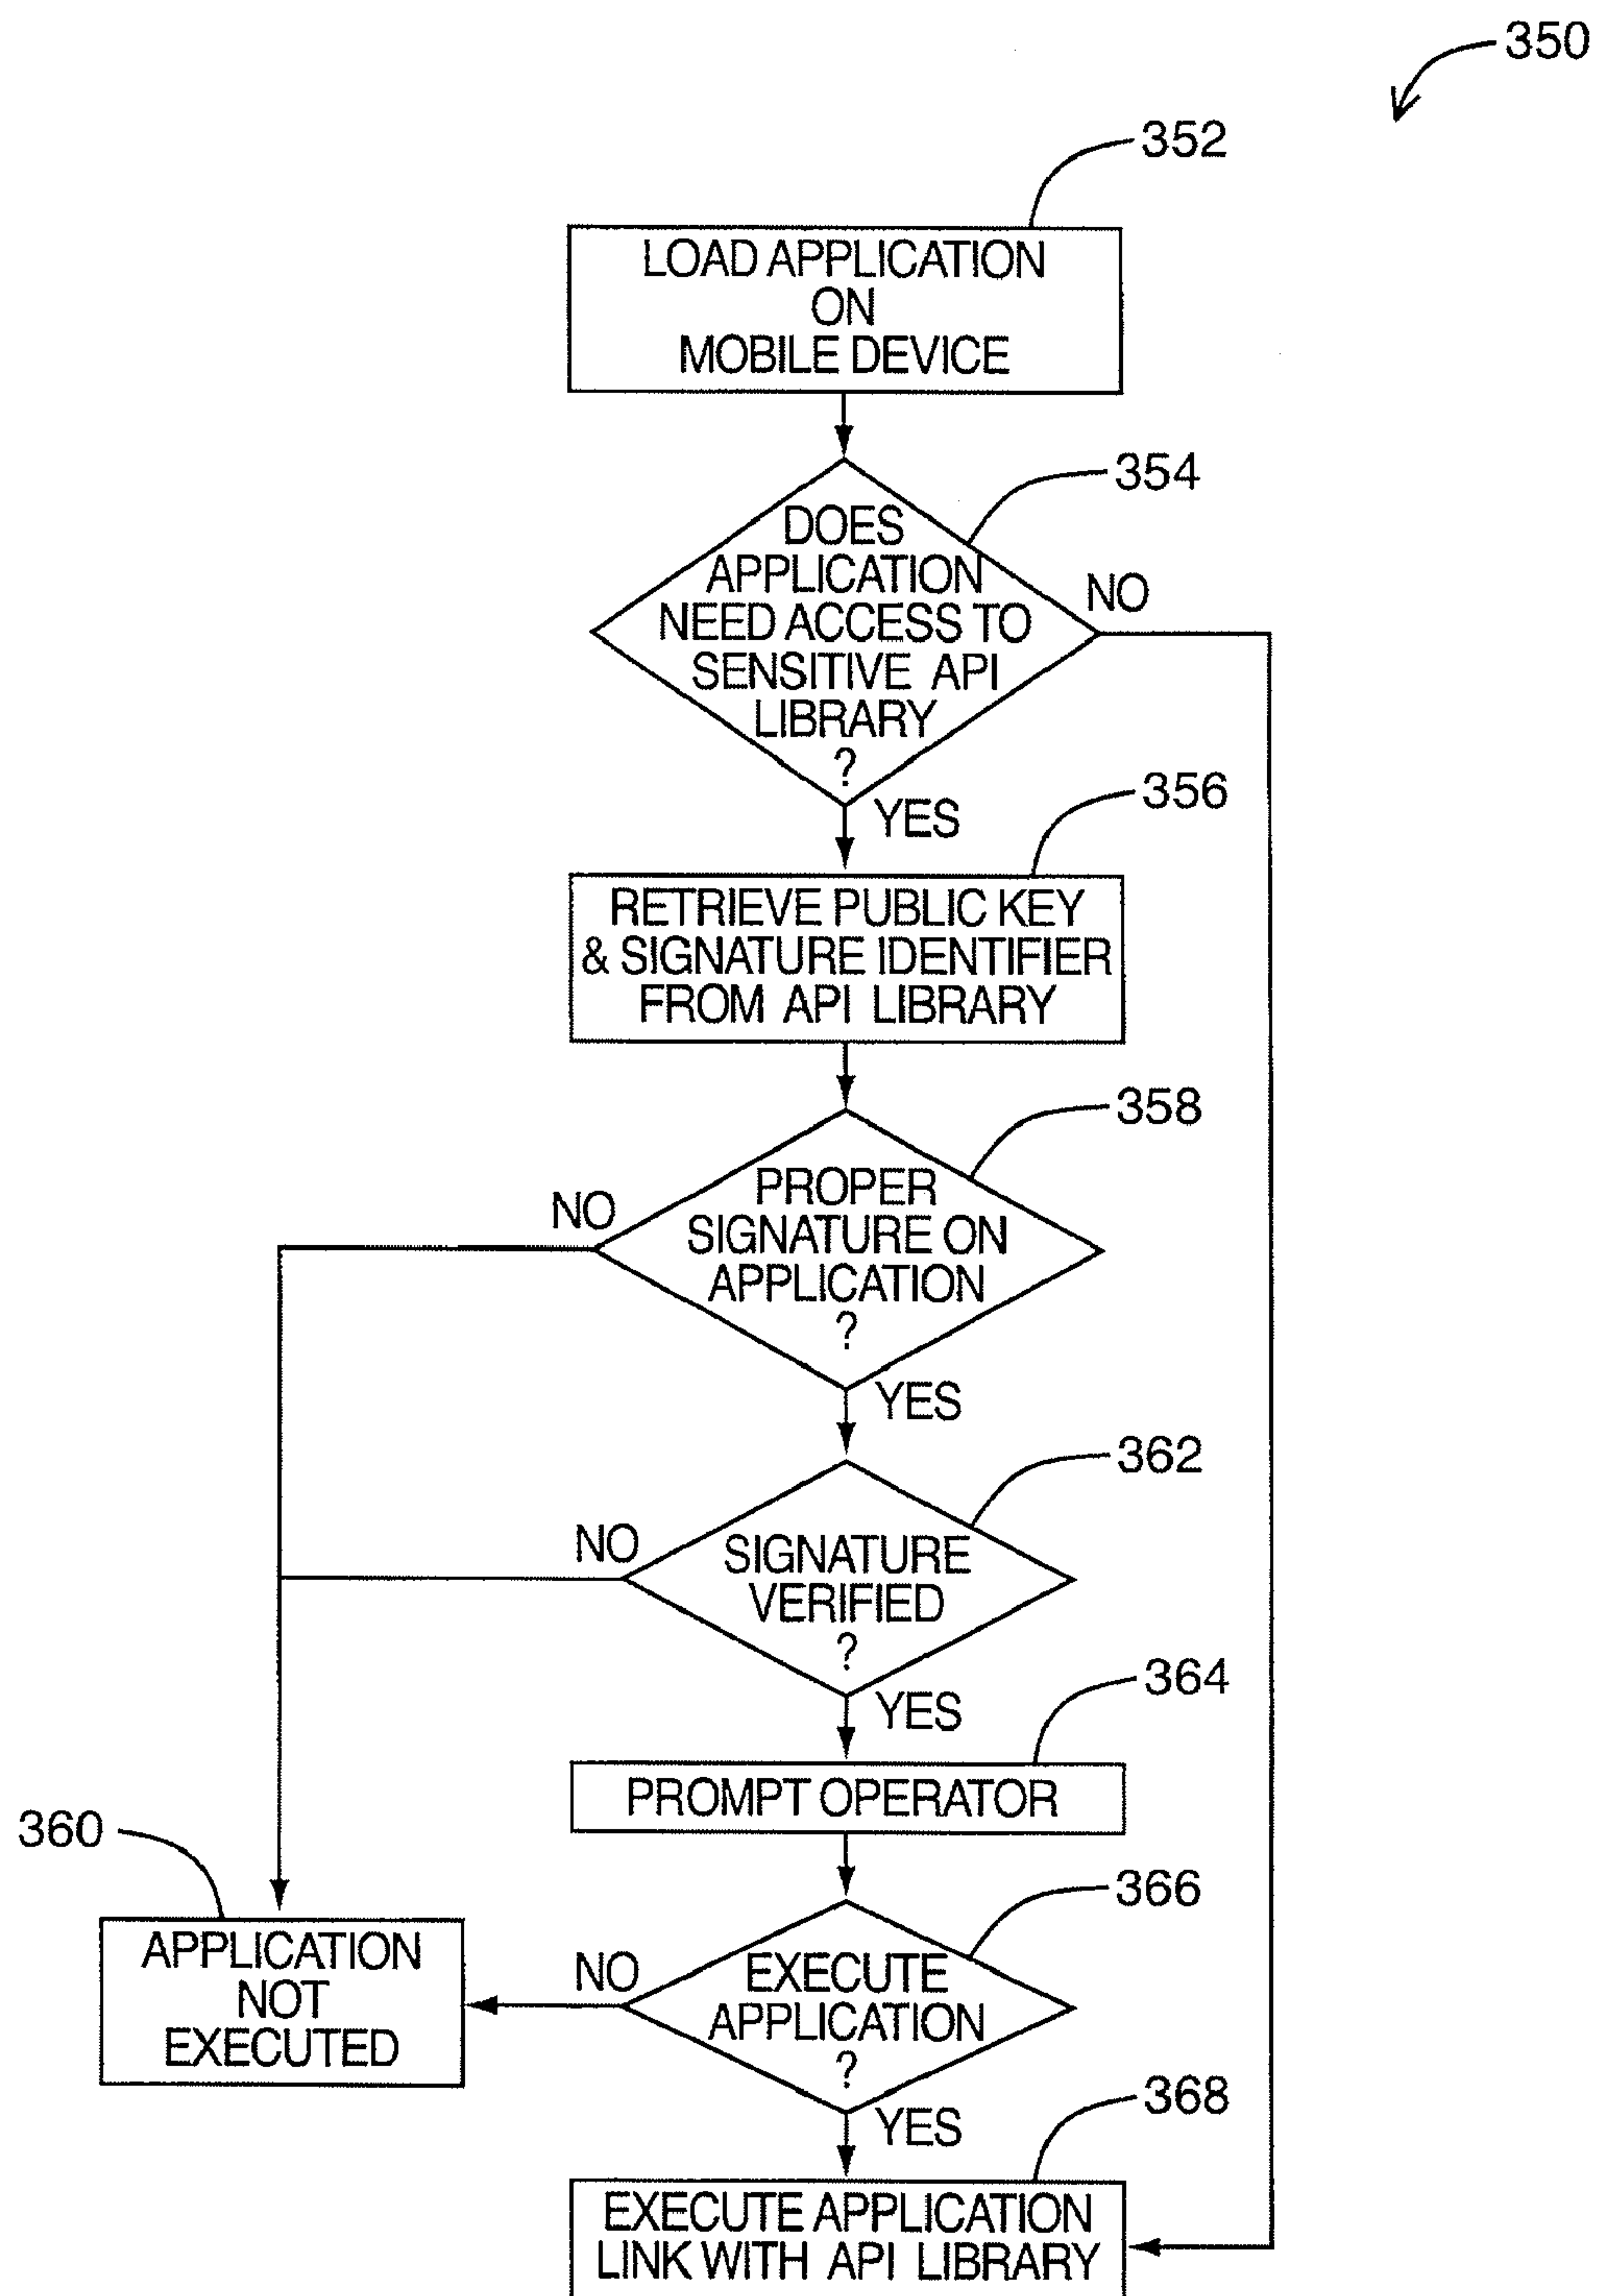 350
352
LOAD APPLICATION
ON
MOBILE DEVICE
354
DOES
APPLICATION
NEED ACCESS TO
SENSITIVE API
LIBRARY
?
NO
YES
356
RETRIEVE PUBLIC KEY
& SIGNATURE IDENTIFIER
FROM API LIBRARY
358
PROPER
SIGNATURE ON
APPLICATION
?
NO
YES
362
SIGNATURE
VERIFIED
?
NO
YES
364
PROMPT OPERATOR
360
APPLICATION
NOT
EXECUTED
366
EXECUTE
APPLICATION
?
NO
YES
368
EXECUTE APPLICATION
LINK WITH API LIBRARY